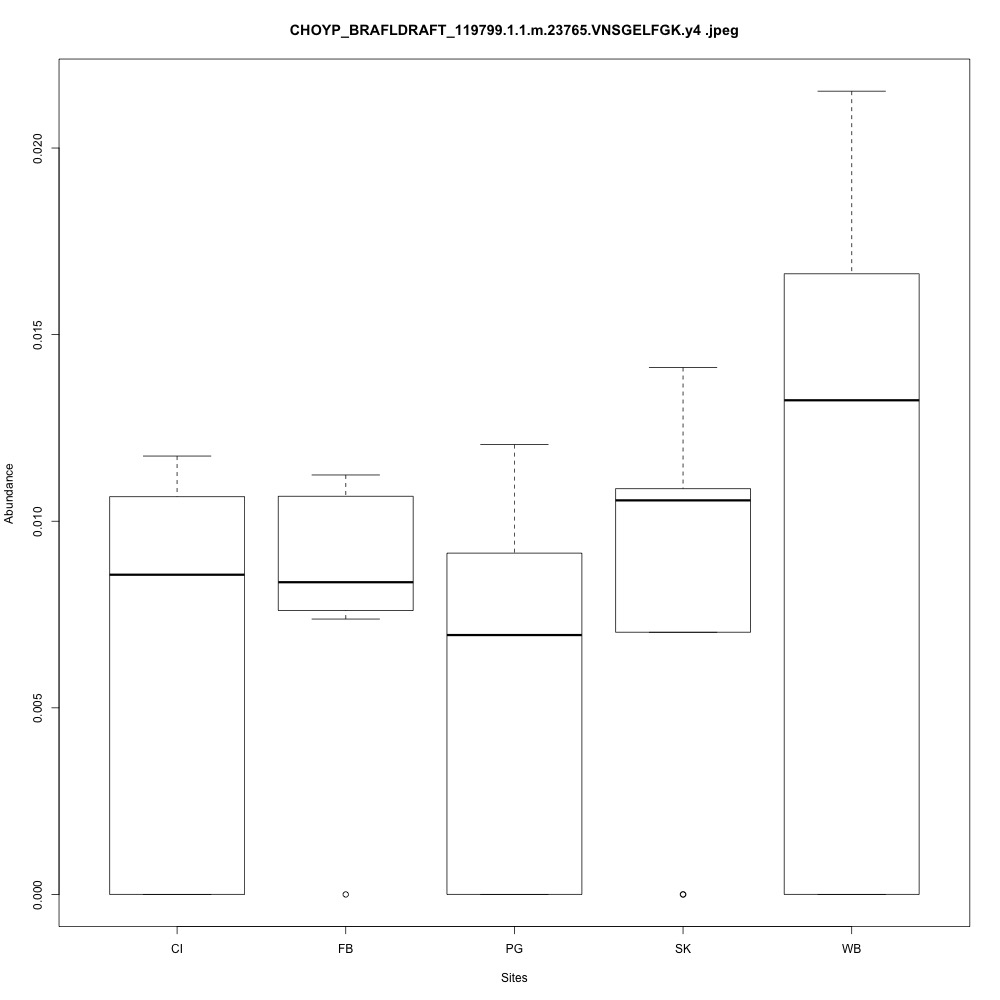 CHOYP_BRAFLDRAFT_119799.1.1.m.23765.VNSGELFGK.y4 .jpeg
Abundance
0.020
0.015
0.010
0.005
0.000
CI FB PG SK WB
Sites